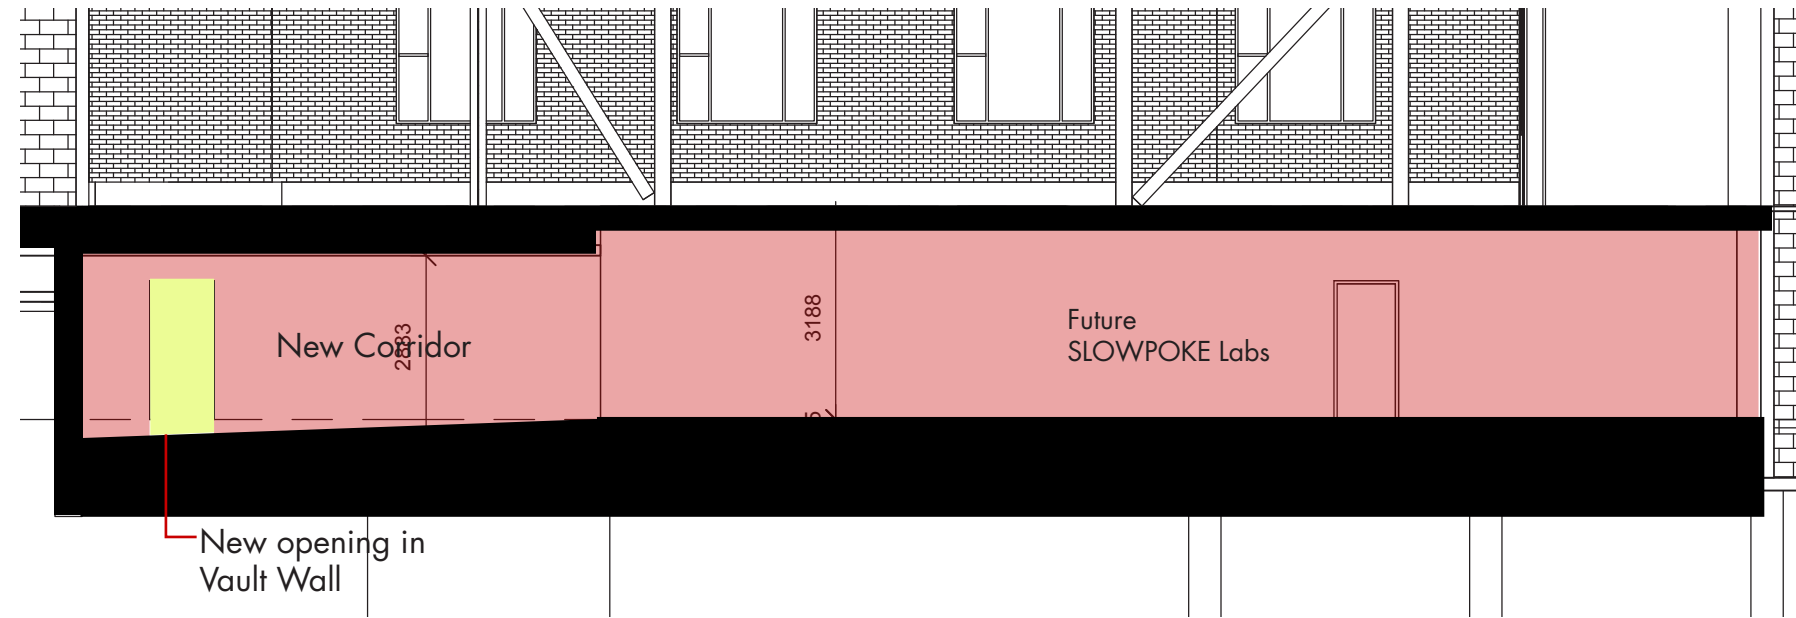 New Corridor
2883
3188
Future
SLOWPOKE Labs
New opening in
Vault Wall